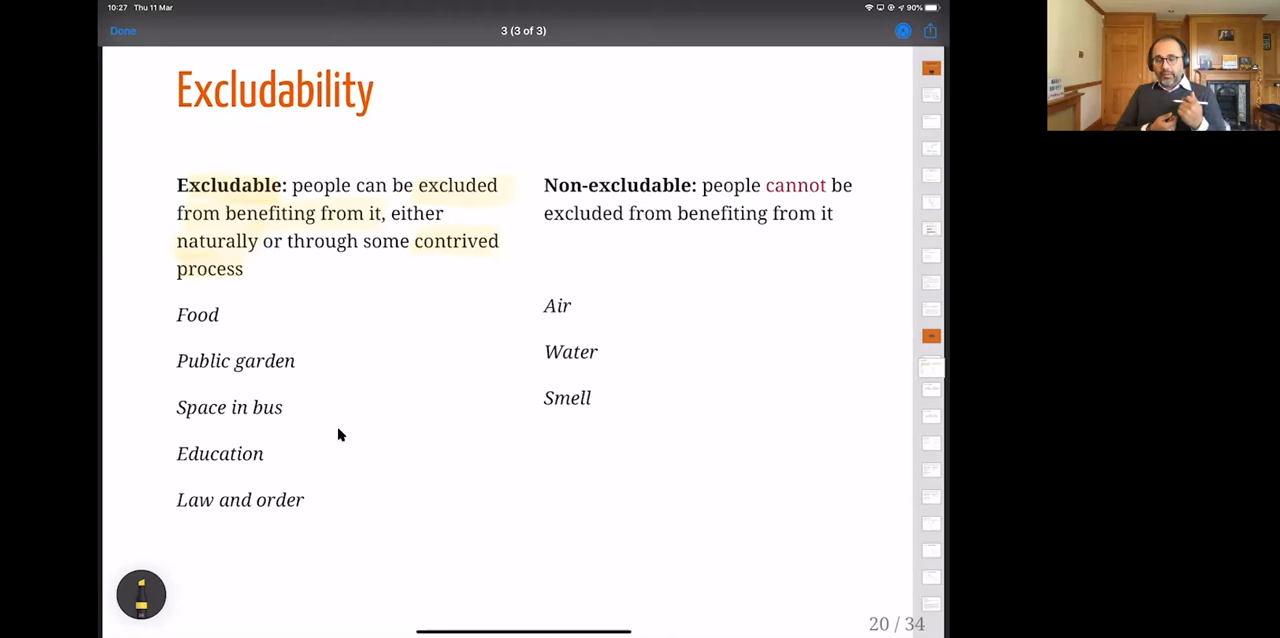 10:27 Thu 11 Mar
90%
Done
3 (3 of 3)
Excludability
Excludable: people can be excluded
from benefiting from it, either
naturally or through some contrived
process
Food
Public garden
Space in bus
Education
Law and order
Non-excludable: people cannot be
excluded from benefiting from it
Air
Water
Smell
20 / 34